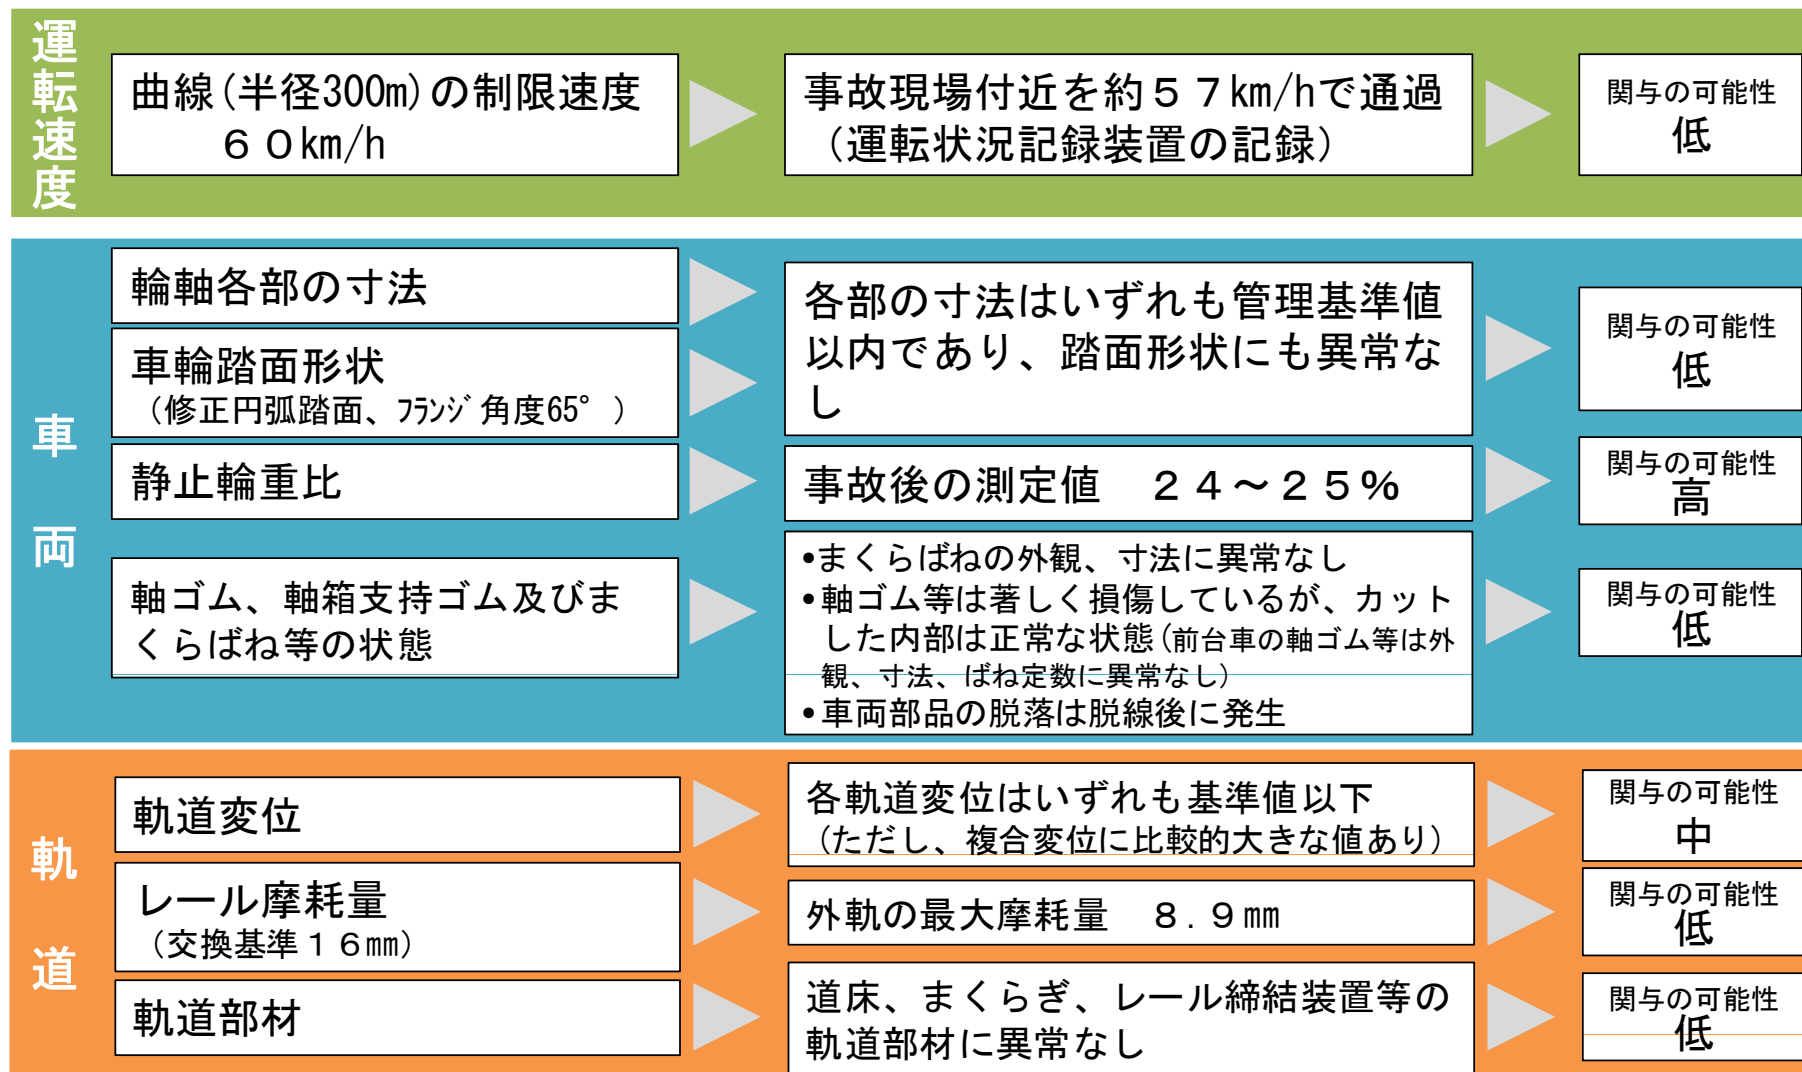 運転速度
曲線(半径300m)の制限速度
６０km/h
事故現場付近を約５７km/hで通過
（運転状況記録装置の記録）
関与の可能性
低
車両
輪軸各部の寸法
車輪踏面形状
（修正円弧踏面、ﾌﾗﾝｼﾞ角度65°）
各部の寸法はいずれも管理基準値
以内であり、踏面形状にも異常な
し
関与の可能性
低
静止輪重比
事故後の測定値　２４～２５%
関与の可能性
高
軸ゴム、軸箱支持ゴム及びま
くらばね等の状態
•まくらばねの外観、寸法に異常なし
•軸ゴム等は著しく損傷しているが、カット
した内部は正常な状態(前台車の軸ゴム等は外
観、寸法、ばね定数に異常なし)
•車両部品の脱落は脱線後に発生
関与の可能性
低
軌道
軌道変位
各軌道変位はいずれも基準値以下
（ただし、複合変位に比較的大きな値あり）
関与の可能性
中
レール摩耗量
（交換基準１６㎜）
外軌の最大摩耗量　８.９㎜
関与の可能性
低
軌道部材
道床、まくらぎ、レール締結装置等の
軌道部材に異常なし
関与の可能性
低